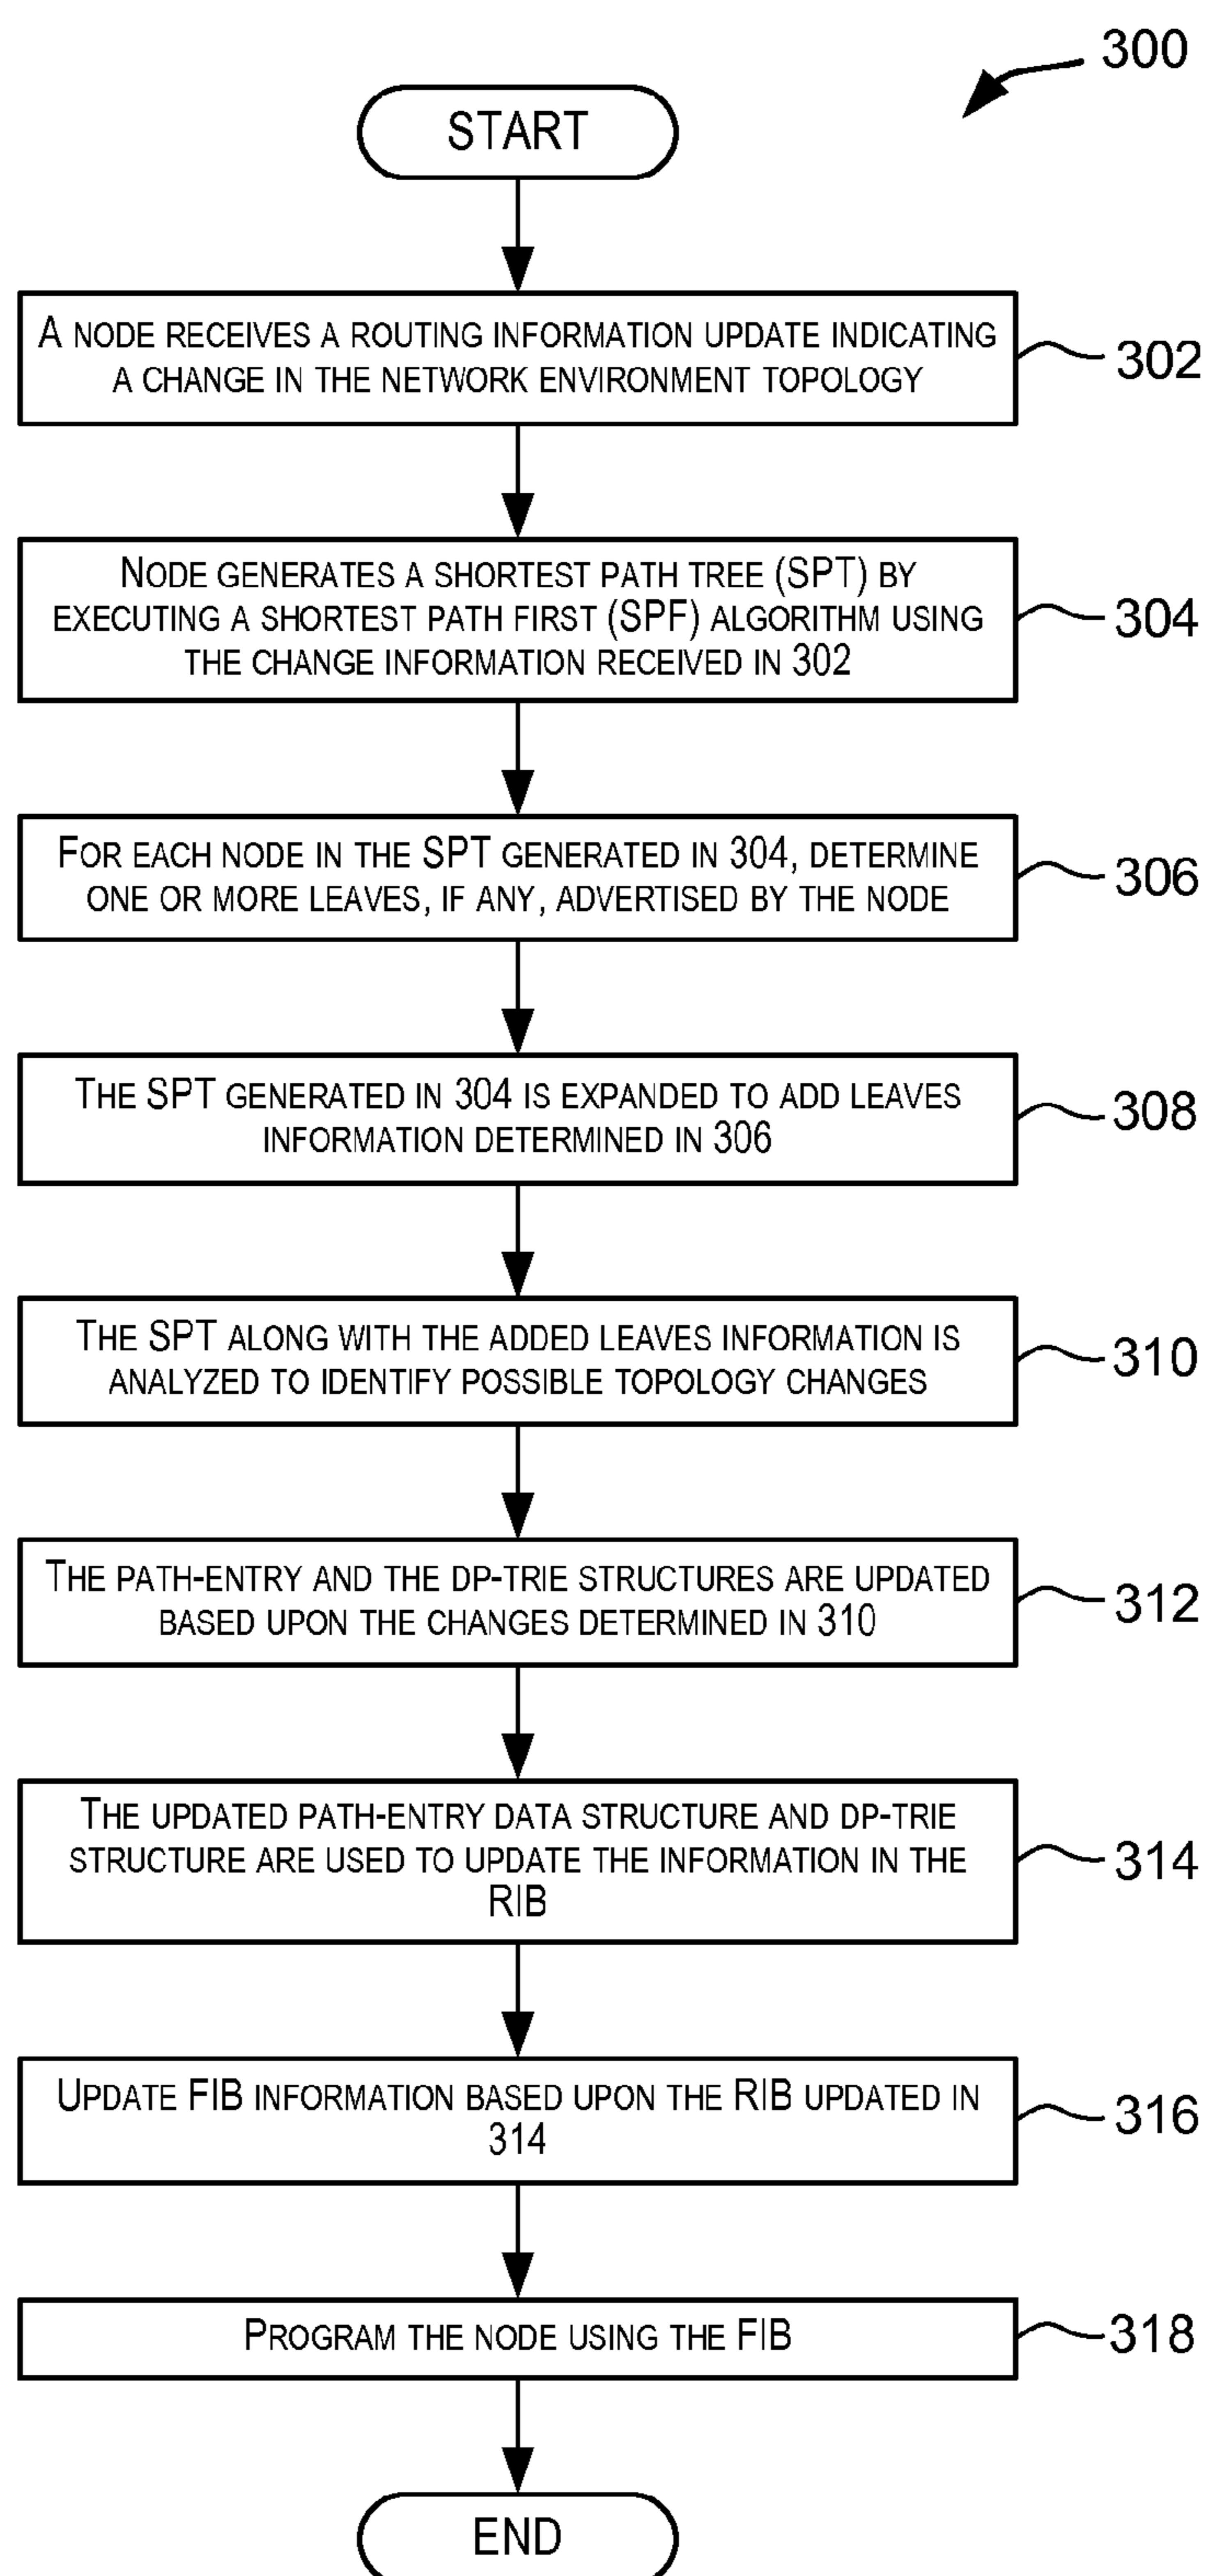 300
START
A NODE RECEIVES A ROUTING INFORMATION UPDATE INDICATING
A CHANGE IN THE NETWORK ENVIRONMENT TOPOLOGY
302
NODE GENERATES A SHORTEST PATH TREE (SPT) BY
EXECUTING A SHORTEST PATH FIRST (SPF) ALGORITHM USING
THE CHANGE INFORMATION RECEIVED IN 302
304
FOR EACH NODE IN THE SPT GENERATED IN 304, DETERMINE
ONE OR MORE LEAVES, IF ANY, ADVERTISED BY THE NODE
306
THE SPT GENERATED IN 304 IS EXPANDED TO ADD LEAVES
INFORMATION DETERMINED IN 306
308
THE SPT ALONG WITH THE ADDED LEAVES INFORMATION IS
ANALYZED TO IDENTIFY POSSIBLE TOPOLOGY CHANGES
310
THE PATH-ENTRY AND THE DP-TRIE STRUCTURES ARE UPDATED
BASED UPON THE CHANGES DETERMINED IN 310
312
THE UPDATED PATH-ENTRY DATA STRUCTURE AND DP-TRIE
STRUCTURE ARE USED TO UPDATE THE INFORMATION IN THE
RIB
314
UPDATE FIB INFORMATION BASED UPON THE RIB UPDATED IN
314
316
PROGRAM THE NODE USING THE FIB
318
END